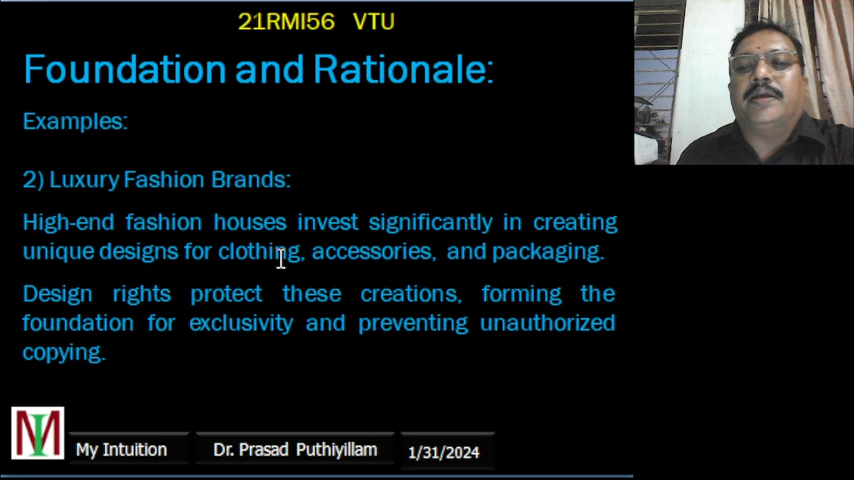 21RMI56 VTU
Foundation and Rationale:
Examples:
2) Luxury Fashion Brands:
High-end fashion houses invest significantly in creating
unique designs for clothing, accessories, and packaging.
Design rights protect these creations, forming the
foundation for exclusivity and preventing unauthorized
copying.
MI
My Intuition
Dr. Prasad Puthiyillam
1/31/2024